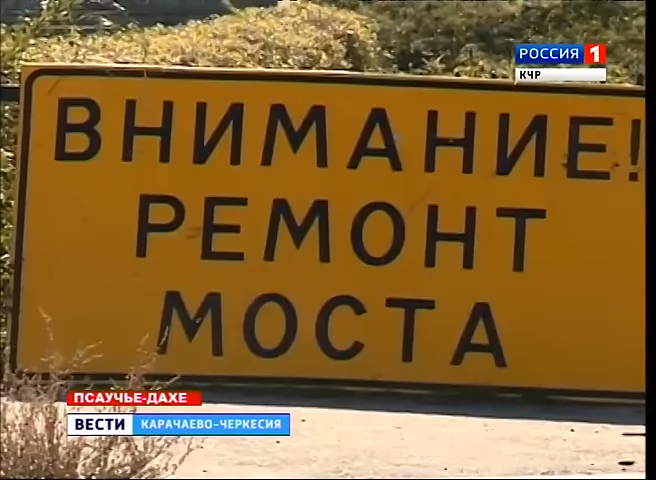 РОССИЯ 1
КЧР
ВНИМАНИЕ!
РЕМОНТ
МОСТА
ПСАУЧЬЕ-ДАХЕ
ВЕСТИ КАРАЧАЕВО-ЧЕРКЕСИЯ